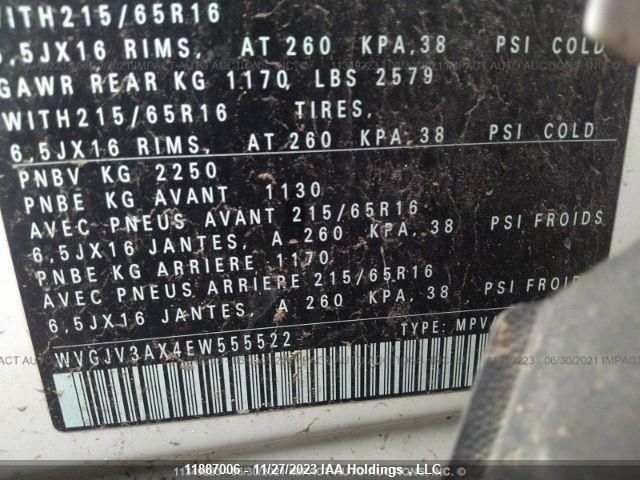 WITH215/65R16
6,5JX16 RIMS, AT 260 KPA,38 PSI COLD
GAWR REAR KG 1170, LBS 2579
WITH215/65R16 TIRES,
6,5JX16 RIMS, AT 260 KPA,38 PSI COLD
PNBV KG 2250
PNBE KG AVANT 1130
AVEC PNEUS AVANT 215/65R16
6,5JX16 JANTES, A 260 KPA, 38 PSI FROIDS
PNBE KG ARRIERE 1170
AVEC PNEUS ARRIERE 215/65R16
6,5JX16 JANTES, A 260 KPA, 38 PSI FROIDS
WVGJV3AX4EW555522 TYPE: MPV
11887006 - 11/27/2023 IAA Holdings , LLC